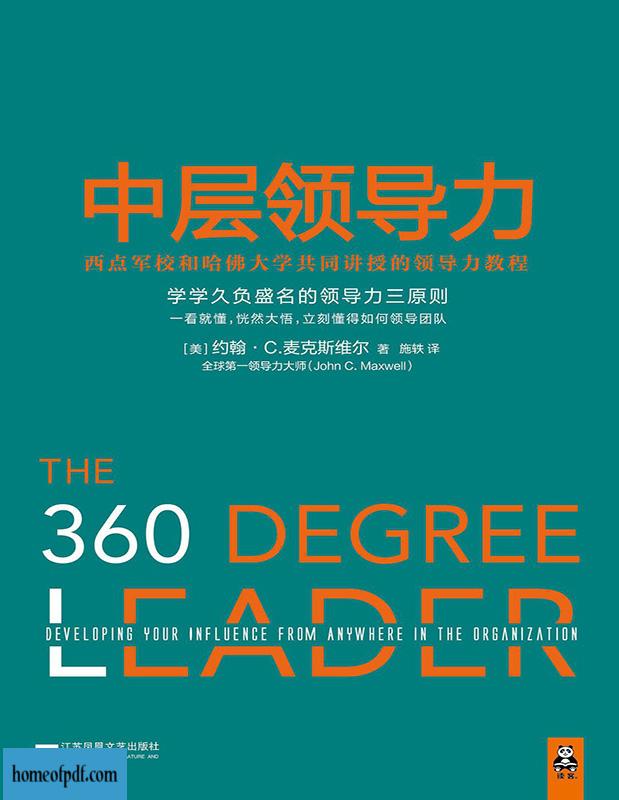 中层领导力
西点军校和哈佛大学共同讲授的领导力教程
学学久负盛名的领导力三原则
一看就懂，恍然大悟，立刻懂得如何领导团队
［美］约翰·C.麦克斯维尔 著 施轶 译
全球第一领导力大师（John C. Maxwell）
THE
360 DEGREE
LEADER
DEVELOPING YOUR INFLUENCE FROM ANYWHERE IN THE ORGANIZATION
江苏凤凰文艺出版社
AND
homeofpdf.com
读客